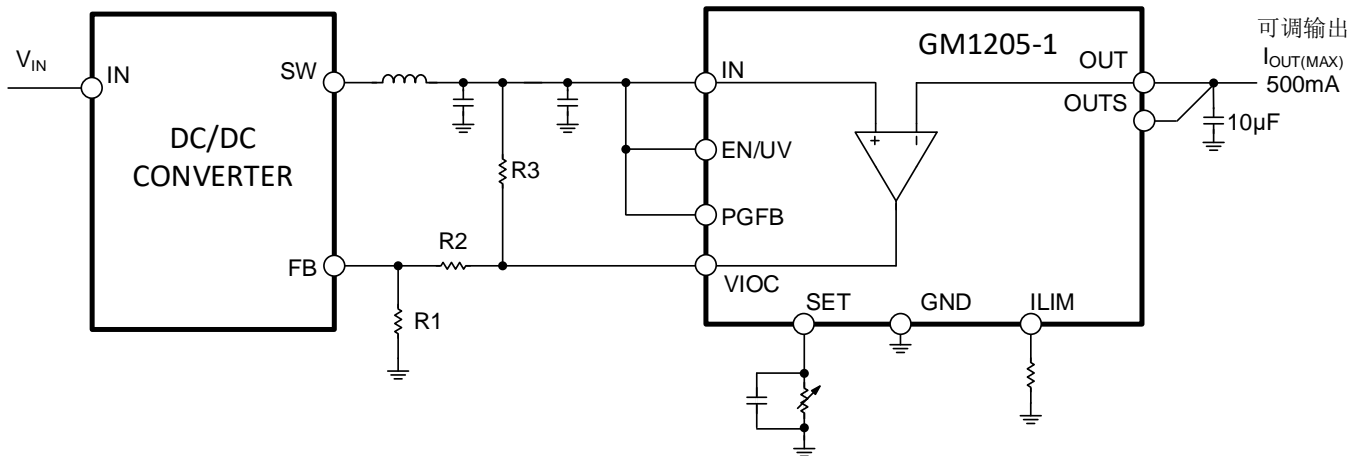 V_IN
IN
DC/DC
CONVERTER
SW
FB
R1
R2
R3
GM1205-1
IN
EN/UV
PGFB
VIOC
+
−
OUT
OUTS
SET
GND
ILIM
可调输出
I_OUT(MAX)
500mA
10µF